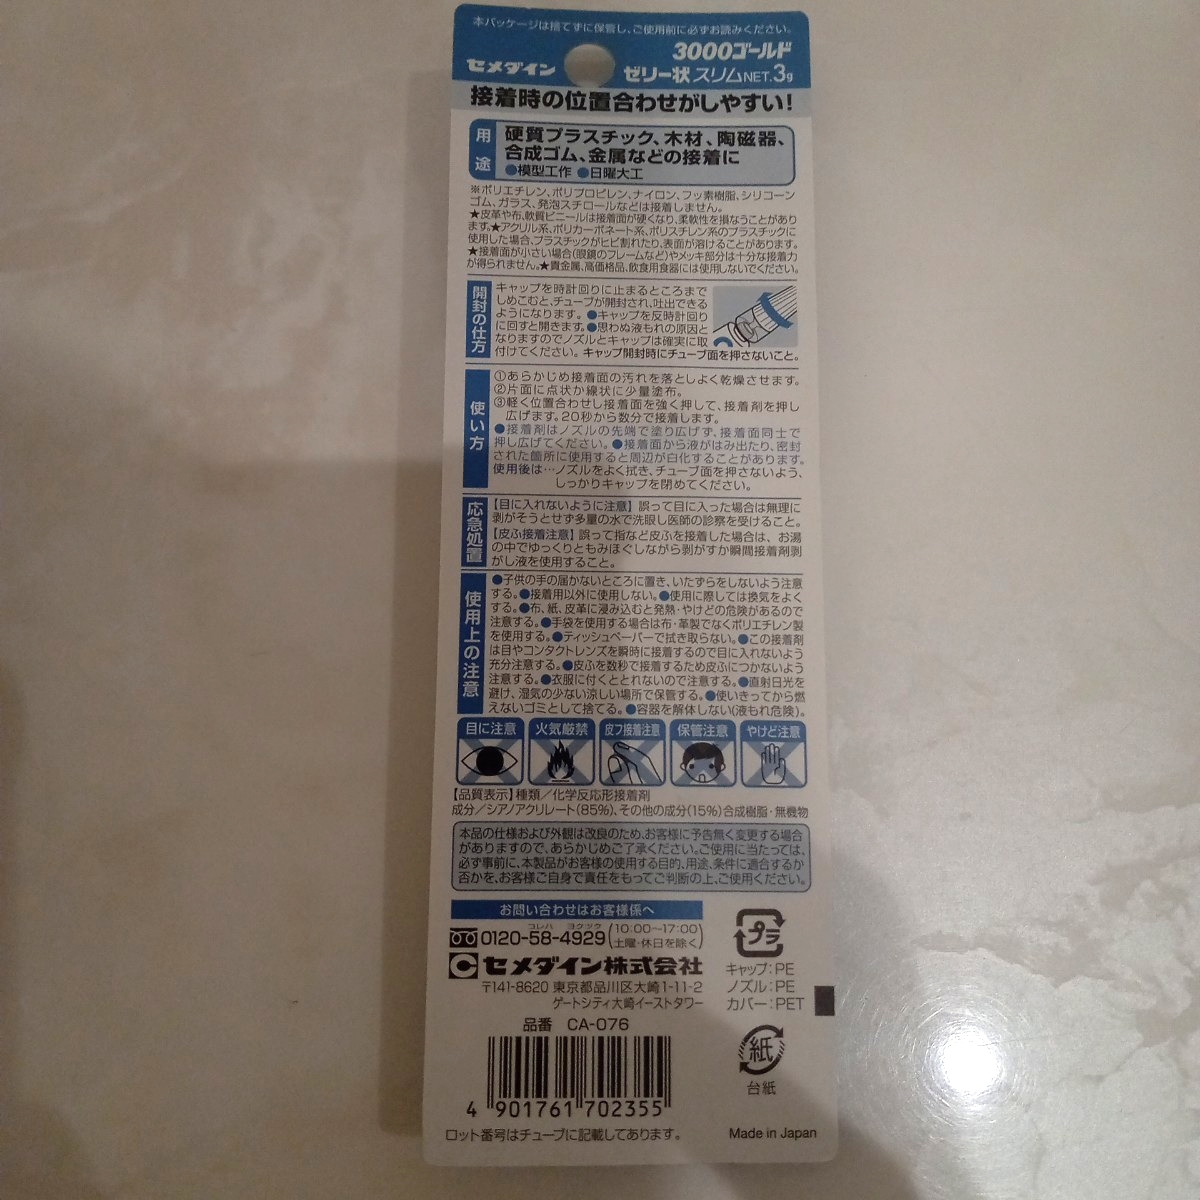 本パッケージは捨てずに保管し、ご使用前に必ずお読みください。
セメダイン
3000ゴールド
ゼリー状 スリム NET.3g
接着時の位置合わせがしやすい!
用途
硬質プラスチック、木材、陶磁器、
合成ゴム、金属などの接着に
●模型工作 ●日曜大工
※ポリエチレン、ポリプロピレン、ナイロン、フッ素樹脂、シリコーン
ゴム、ガラス、発泡スチロールなどは接着しません。
★皮革や布、軟質ビニールは接着面が硬くなり、柔軟性を損なうことがあり
ます。★アクリル系、ポリカーボネート系、ポリスチレン系のプラスチックに
使用した場合、プラスチックがヒビ割れたり、表面が溶けることがあります。
★接着面が小さい場合(眼鏡のフレームなど)やメッキ部分は十分な接着力
が得られません。★貴金属、高価格品、飲食用食器には使用しないでください。
開封の仕方
キャップを時計回りに止まるところまで
しめこむと、チューブが開封され、吐出できる
ようになります。●キャップを反時計回り
に回すと開きます。●思わぬ液もれの原因と
なりますのでノズルとキャップは確実に取
付けてください。キャップ開封時にチューブ面を押さないこと。
使い方
①あらかじめ接着面の汚れを落としよく乾燥させます。
②片面に点状か線状に少量塗布。
③軽く位置合わせし接着面を強く押して、接着剤を押し
広げます。20秒から数分で接着します。
●接着剤はノズルの先端で塗り広げず、接着面同士で
押し広げてください。●接着面から液がはみ出たり、密封
された箇所に使用すると周辺が白化することがあります。
使用後は…ノズルをよく拭き、チューブ面を押さないよう、
しっかりキャップを閉めてください。
応急処置
【目に入れないように注意】誤って目に入った場合は無理に
剥がそうとせず多量の水で洗眼し医師の診察を受けること。
【皮ふ接着注意】誤って指など皮ふを接着した場合は、お湯
の中でゆっくりともみほぐしながら剥がすか瞬間接着剤剥
がし液を使用すること。
使用上の注意
●子供の手の届かないところに置き、いたずらをしないよう注意
する。●接着用以外に使用しない。●使用に際しては換気をよく
する。●布、紙、皮革に浸み込むと発熱・やけどの危険があるので
注意する。●手袋を使用する場合は布・革製でなくポリエチレン製
を使用する。●ティッシュペーパーで拭き取らない。●この接着剤
は目やコンタクトレンズを瞬時に接着するので目に入れないよう
充分注意する。●皮ふを数秒で接着するため皮ふにつかないよう
注意する。●衣服に付くととれないので注意する。●直射日光を
避け、湿気の少ない涼しい場所で保管する。●使いきってから燃
えないゴミとして捨てる。●容器を解体しない(液もれ危険)。
目に注意 火気厳禁 皮フ接着注意 保管注意 やけど注意
【品質表示】種類/化学反応形接着剤
成分/シアノアクリレート(85%)、その他の成分(15%)合成樹脂・無機物
本品の仕様および外観は改良のため、お客様に予告無く変更する場合
がありますので、あらかじめご了承ください。ご使用に当たっては、
必ず事前に、本製品がお客様の使用する目的、用途、条件に適合するか
否かを、お客様ご自身で責任をもってご判断の上、ご使用ください。
お問い合わせはお客様係へ
コレハ ヨクツク
0120-58-4929 (10:00~17:00 土曜・休日を除く)
セメダイン株式会社
〒141-8620 東京都品川区大崎1-11-2
ゲートシティ大崎イーストタワー
プラ
キャップ:PE
ノズル:PE
カバー:PET
品番 CA-076
紙
台紙
4 901761 702355
ロット番号はチューブに記載してあります。
Made in Japan